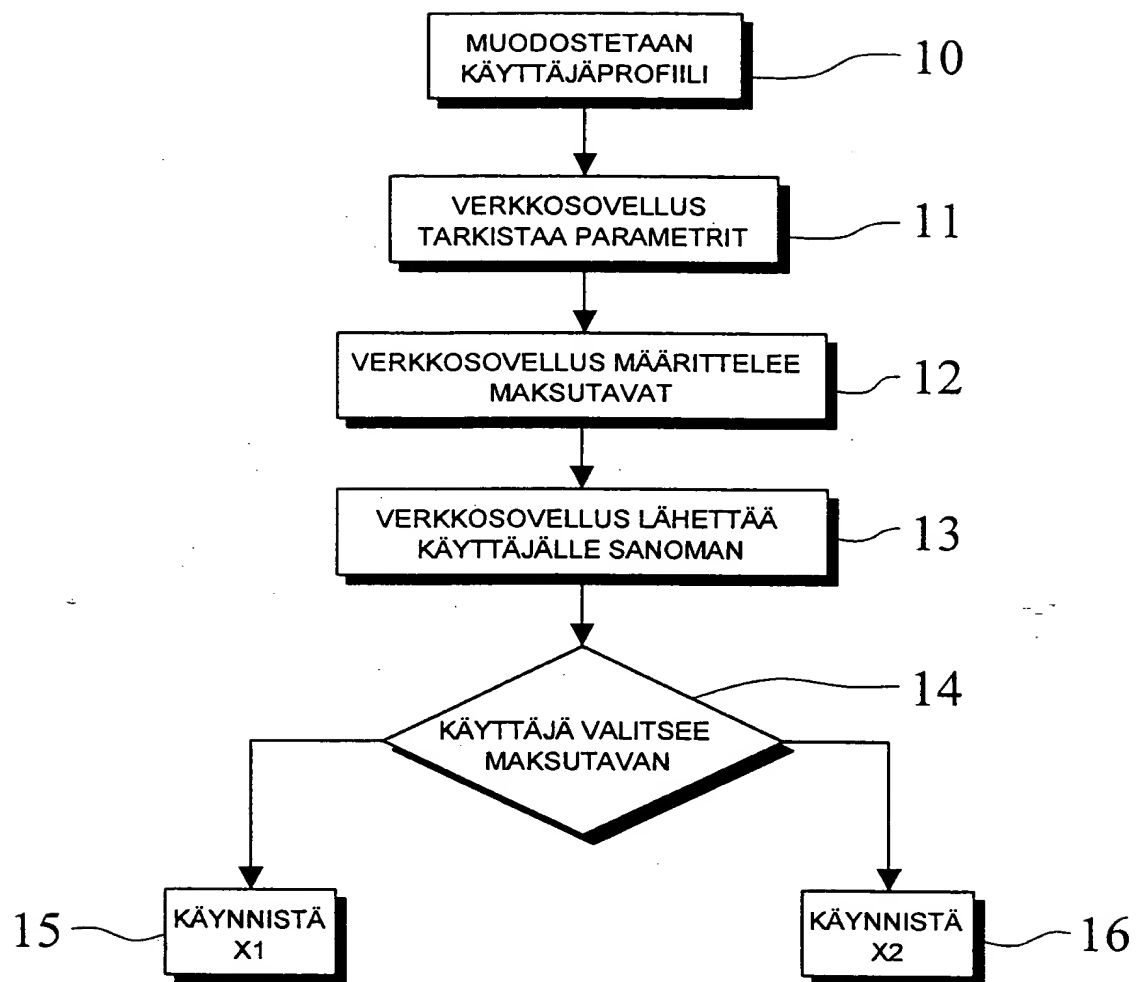 MUODOSTETAAN
KÄYTTÄJÄPROFIILI
10
VERKKOSOVELLUS
TARKISTAA PARAMETRIT
11
VERKKOSOVELLUS MÄÄRITTELEE
MAKSUTAVAT
12
VERKKOSOVELLUS LÄHETTÄÄ
KÄYTTÄJÄLLE SANOMAN
13
14
KÄYTTÄJÄ VALITSEE
MAKSUTAVAN
15
KÄYNNISTÄ
X1
KÄYNNISTÄ
X2
16